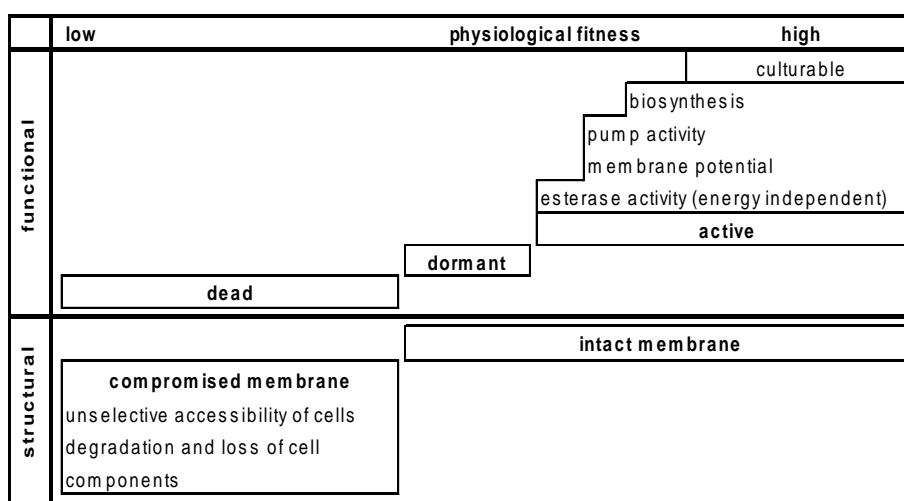 low physiological fitness high
functional
culturable
biosynthesis
pump activity
membrane potential
esterase activity (energy independent)
active
dormant
dead
structural
intact membrane
compromised membrane
unselective accessibility of cells
degradation and loss of cell
components